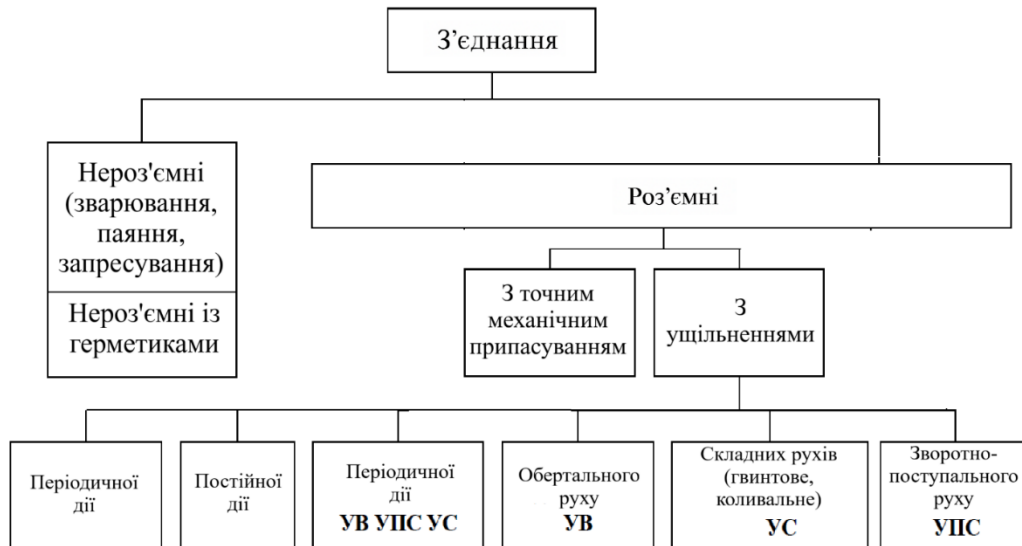 З’єднання
Нероз'ємні
(зварювання,
паяння,
запресування)
Нероз'ємні із
герметиками
Роз’ємні
З точним
механічним
припасуванням
З
ущільненнями
Періодичної
дії
Постійної
дії
Періодичної
дії
УВ УПС УС
Обертального
руху
УВ
Складних рухів
(гвинтове,
коливальне)
УС
Зворотно-
поступального
руху
УПС